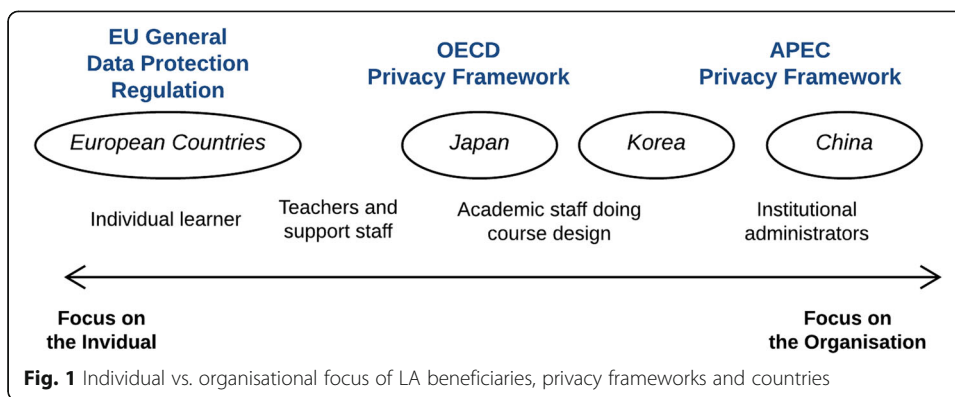 EU General
Data Protection
Regulation
OECD
Privacy Framework
APEC
Privacy Framework
European Countries
Japan
Korea
China
Individual learner
Teachers and
support staff
Academic staff doing
course design
Institutional
administrators
Focus on
the Invidual
Focus on
the Organisation
Fig. 1 Individual vs. organisational focus of LA beneficiaries, privacy frameworks and countries